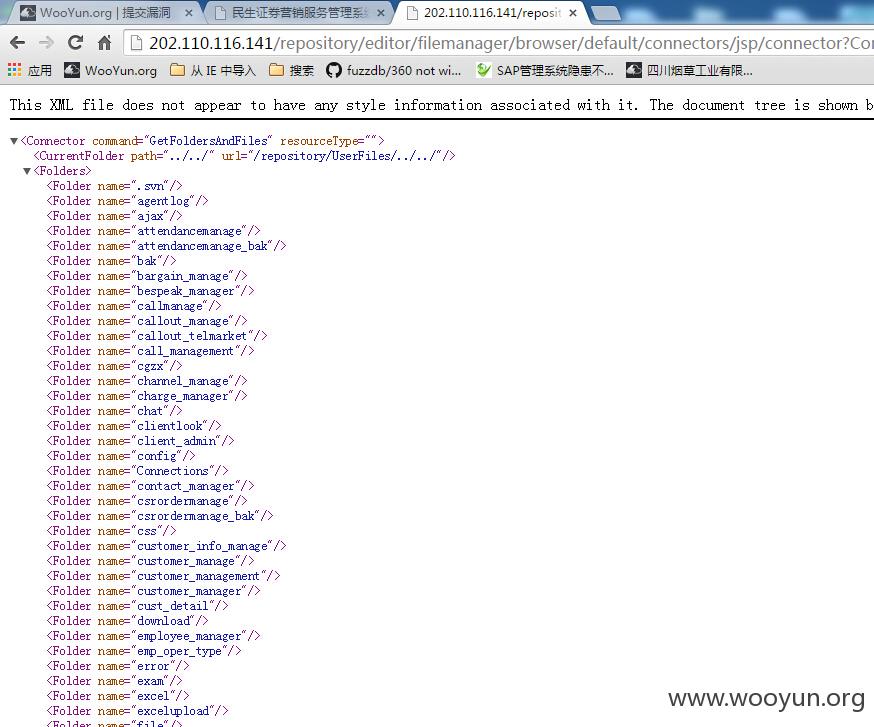 WooYun.org | 提交漏洞
民生证券营销服务管理系统
202.110.116.141/reposit
202.110.116.141/repository/editor/filemanager/browser/default/connectors/jsp/connector?Co
应用
WooYun.org
从 IE 中导入
搜索
fuzzdb/360 not wi...
SAP管理系统隐患不...
四川烟草工业有限...
This XML file does not appear to have any style information associated with it. The document tree is shown b
▼<Connector command="GetFoldersAndFiles" resourceType="">
<CurrentFolder path="../../" url="/repository/UserFiles/../../"/>
▼<Folders>
<Folder name=".svn"/>
<Folder name="agentlog"/>
<Folder name="ajax"/>
<Folder name="attendancemanage"/>
<Folder name="attendancemanage_bak"/>
<Folder name="bak"/>
<Folder name="bargain_manage"/>
<Folder name="bespeak_manager"/>
<Folder name="callmanage"/>
<Folder name="callout_manage"/>
<Folder name="callout_telmarket"/>
<Folder name="call_management"/>
<Folder name="cgzx"/>
<Folder name="channel_manage"/>
<Folder name="charge_manager"/>
<Folder name="chat"/>
<Folder name="clientlook"/>
<Folder name="client_admin"/>
<Folder name="config"/>
<Folder name="Connections"/>
<Folder name="contact_manager"/>
<Folder name="csrordermanage"/>
<Folder name="csrordermanage_bak"/>
<Folder name="css"/>
<Folder name="customer_info_manage"/>
<Folder name="customer_manage"/>
<Folder name="customer_management"/>
<Folder name="customer_manager"/>
<Folder name="cust_detail"/>
<Folder name="download"/>
<Folder name="employee_manager"/>
<Folder name="emp_oper_type"/>
<Folder name="error"/>
<Folder name="exam"/>
<Folder name="excel"/>
<Folder name="excelupload"/>
<Folder name="file"/>
www.wooyun.org